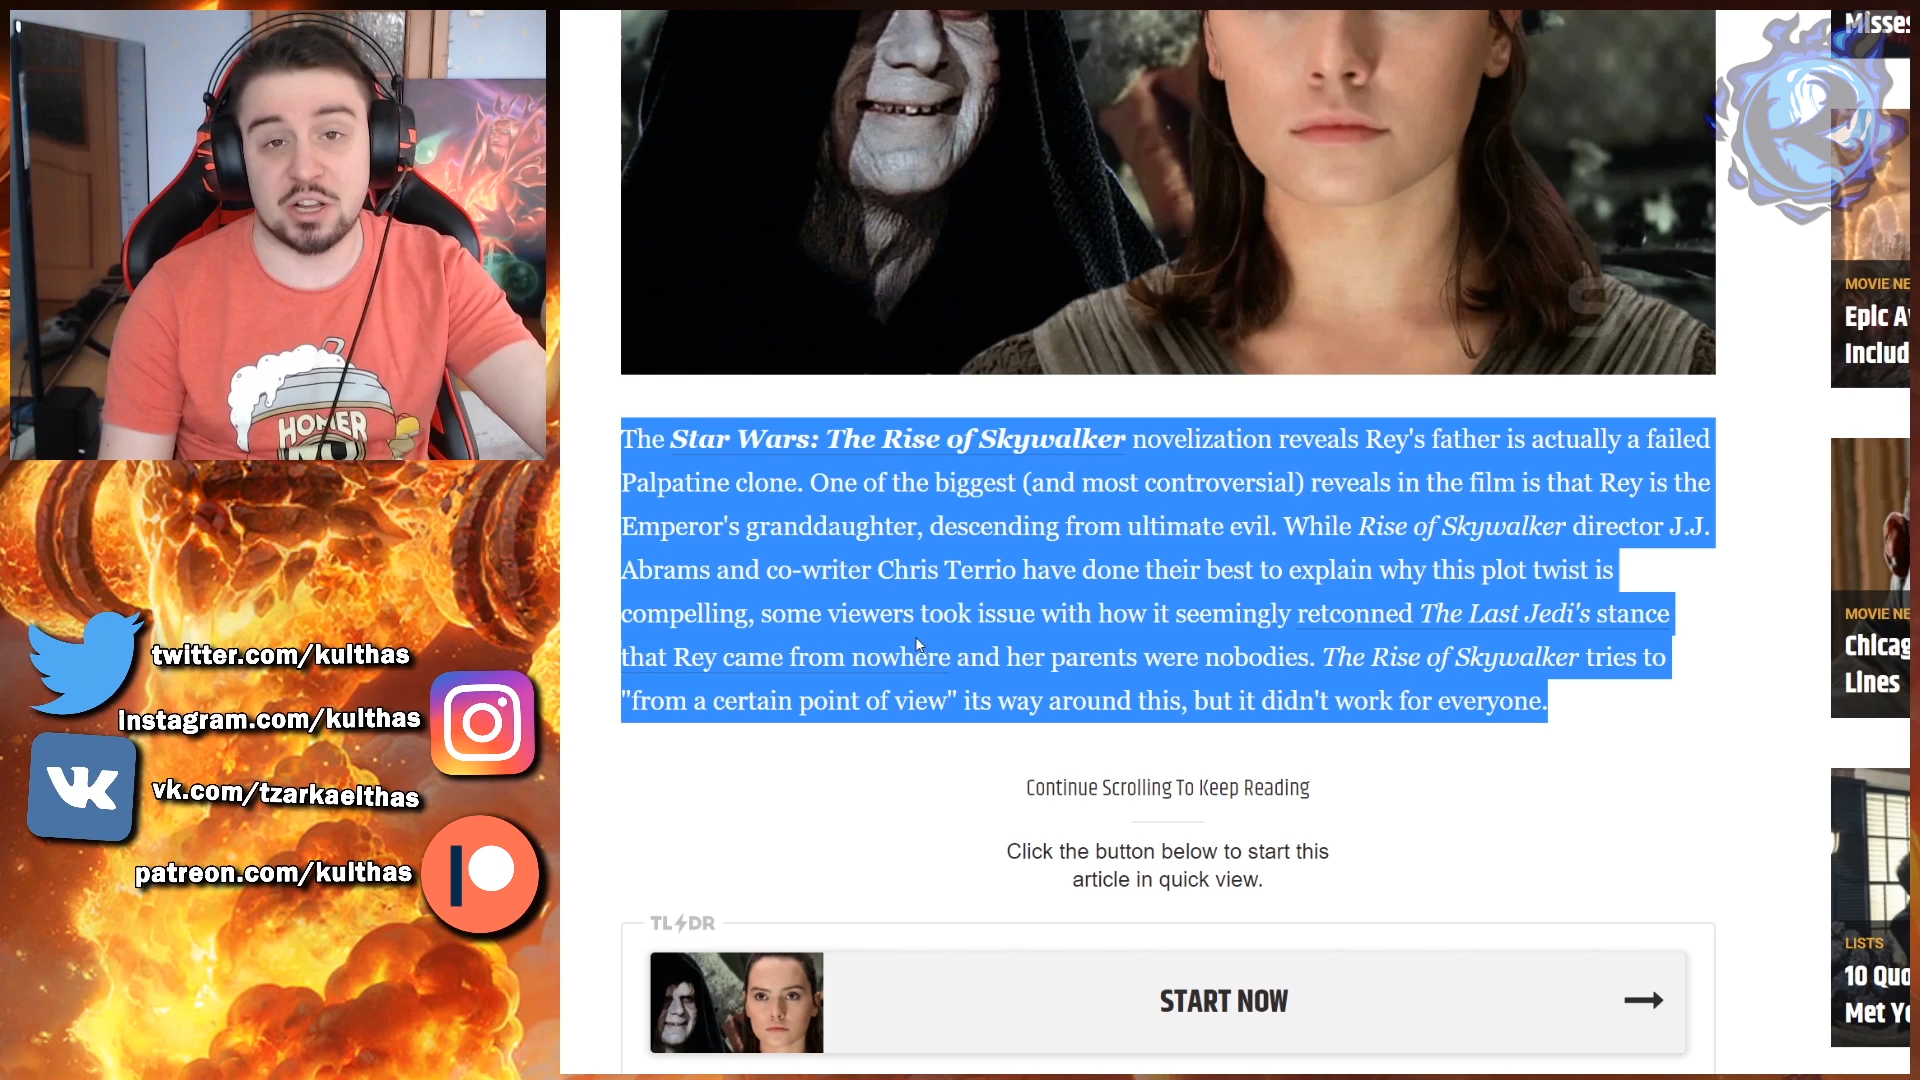 HOMER
twitter.com/kulthas
instagram.com/kulthas
vk.com/tzarkaelthas
patreon.com/kulthas
The Star Wars: The Rise of Skywalker novelization reveals Rey's father is actually a failed
Palpatine clone. One of the biggest (and most controversial) reveals in the film is that Rey is the
Emperor's granddaughter, descending from ultimate evil. While Rise of Skywalker director J.J.
Abrams and co-writer Chris Terrio have done their best to explain why this plot twist is
compelling, some viewers took issue with how it seemingly retconned The Last Jedi's stance
that Rey came from nowhere and her parents were nobodies. The Rise of Skywalker tries to
"from a certain point of view" its way around this, but it didn't work for everyone.
Continue Scrolling To Keep Reading
Click the button below to start this
article in quick view.
TL DR
START NOW
Misses
MOVIE NE
Epic A
Includ
MOVIE NE
Chicag
Lines
LISTS
10 Quo
Met Yo